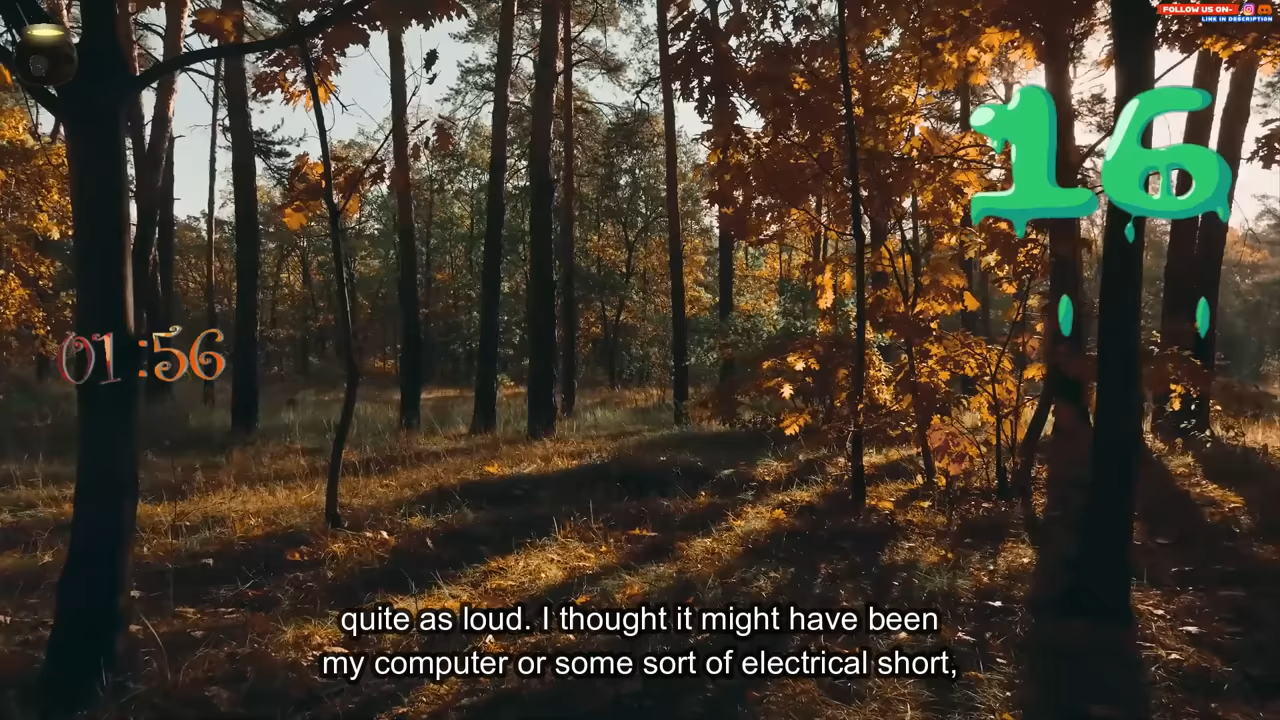 FOLLOW US ON-
LINK IN DESCRIPTION
16
01:56
quite as loud. I thought it might have been
my computer or some sort of electrical short,